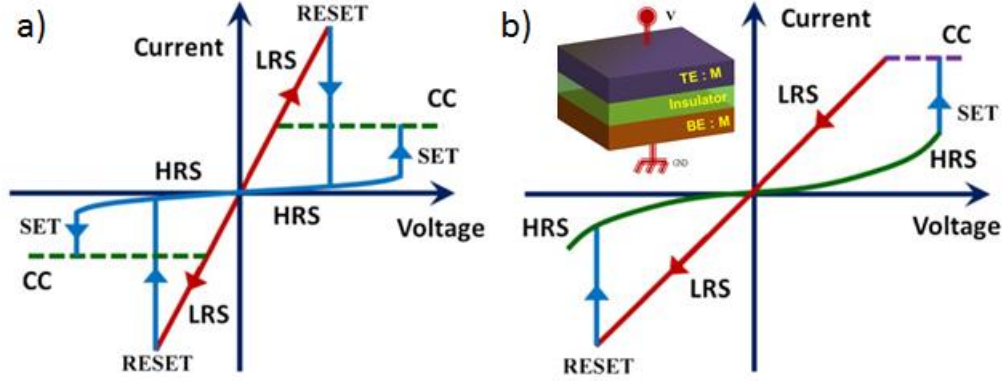 a)
Current
RESET
LRS
CC
SET
HRS
HRS
Voltage
SET
CC
LRS
RESET
b)
V
TE : M
Insulator
BE : M
GND
CC
LRS
SET
HRS
Voltage
HRS
LRS
RESET